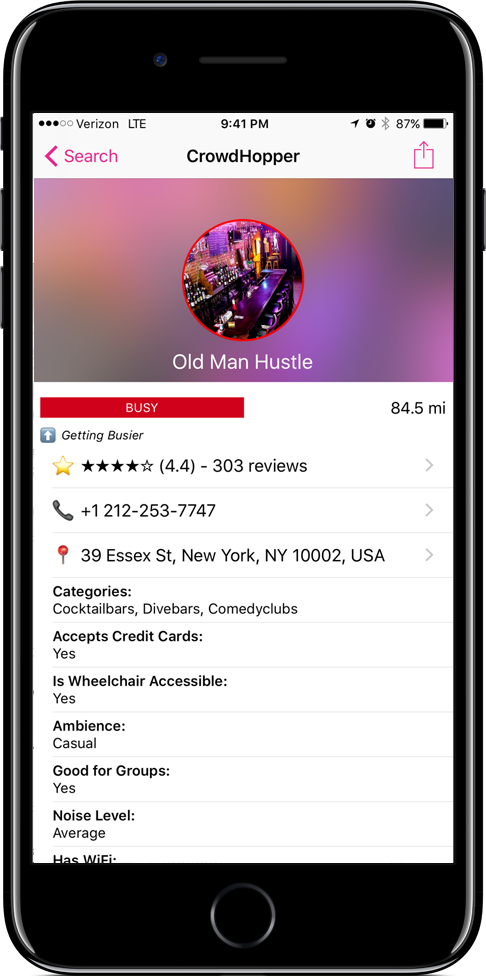 Verizon LTE 9:41 PM 87%
Search CrowdHopper
Old Man Hustle
BUSY 84.5 mi
Getting Busier
★★★★☆ (4.4) - 303 reviews
+1 212-253-7747
39 Essex St, New York, NY 10002, USA
Categories:
Cocktailbars, Divebars, Comedyclubs
Accepts Credit Cards:
Yes
Is Wheelchair Accessible:
Yes
Ambience:
Casual
Good for Groups:
Yes
Noise Level:
Average
Has WiFi: